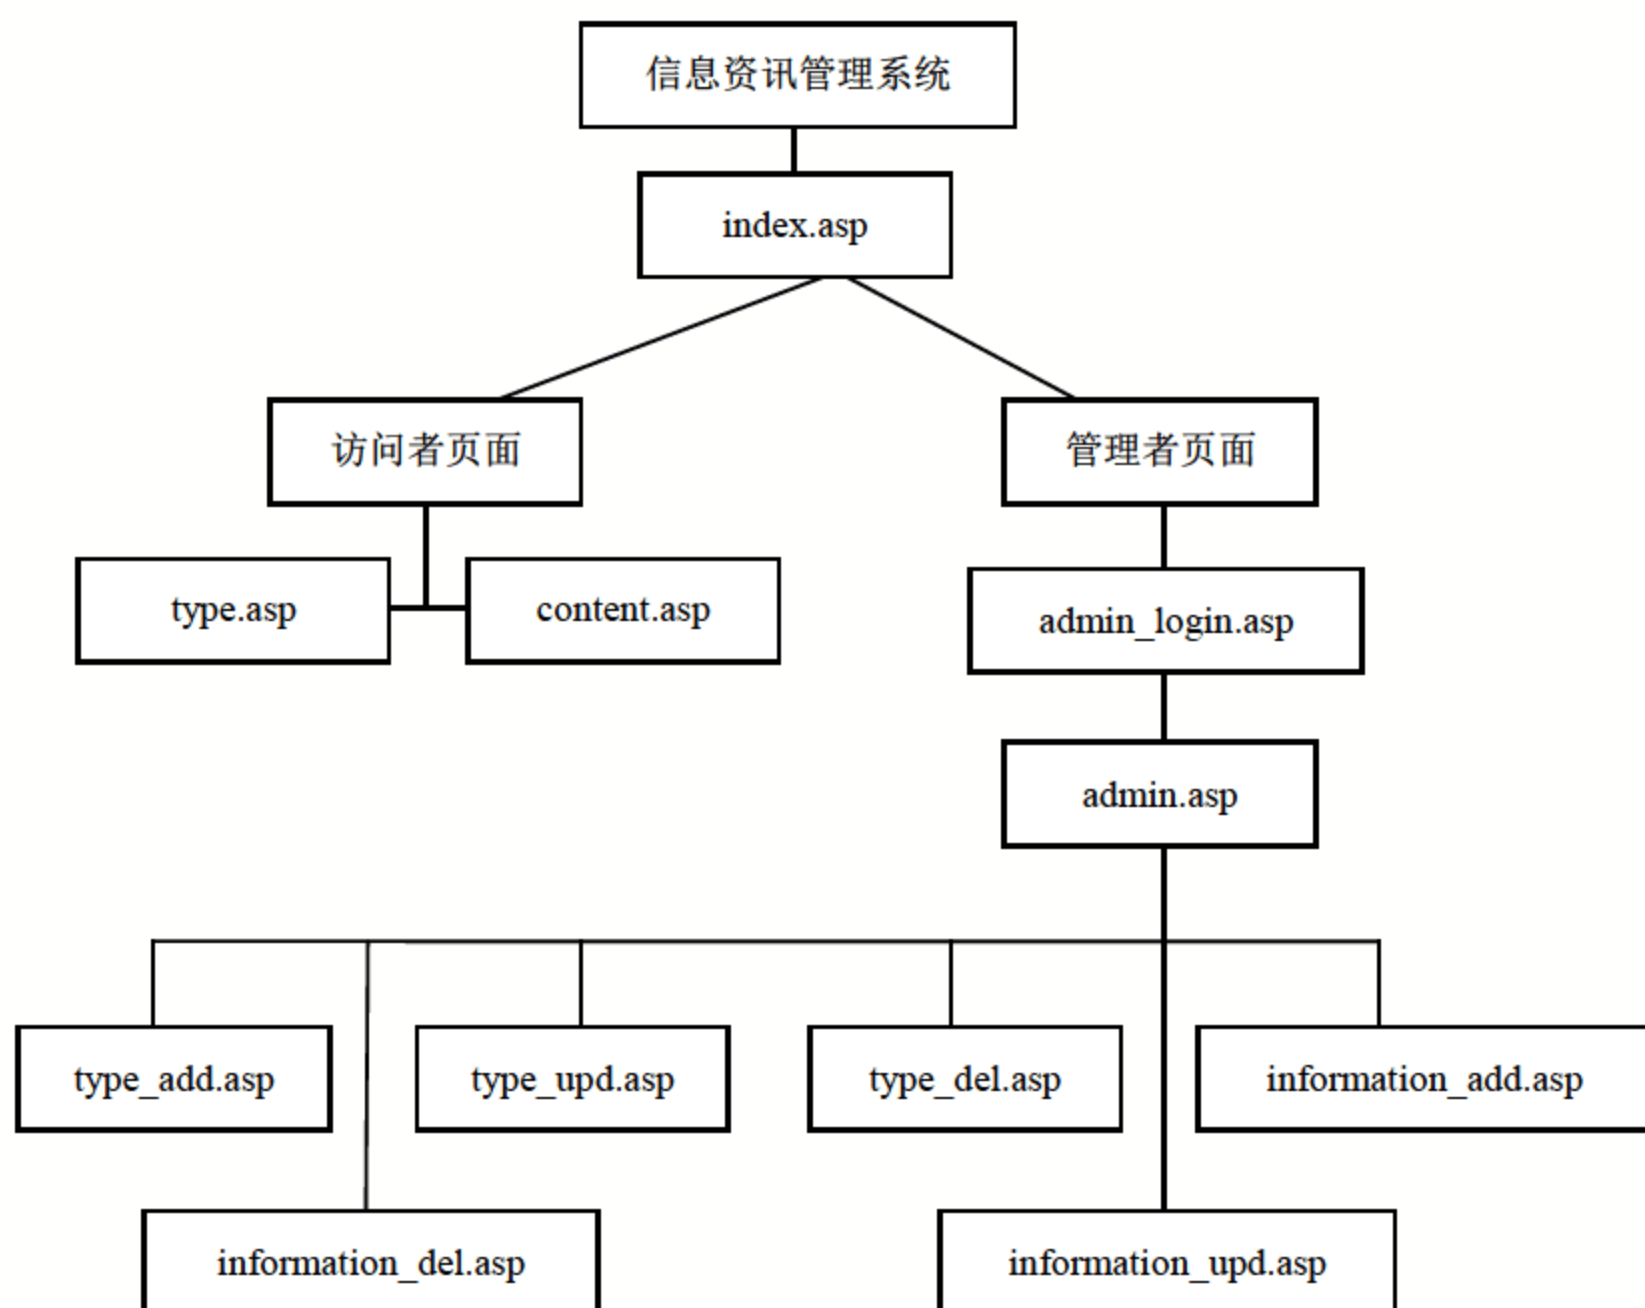 信息资讯管理系统
index.asp
访问者页面
管理者页面
type.asp
content.asp
admin_login.asp
admin.asp
type_add.asp
type_upd.asp
type_del.asp
information_add.asp
information_del.asp
information_upd.asp